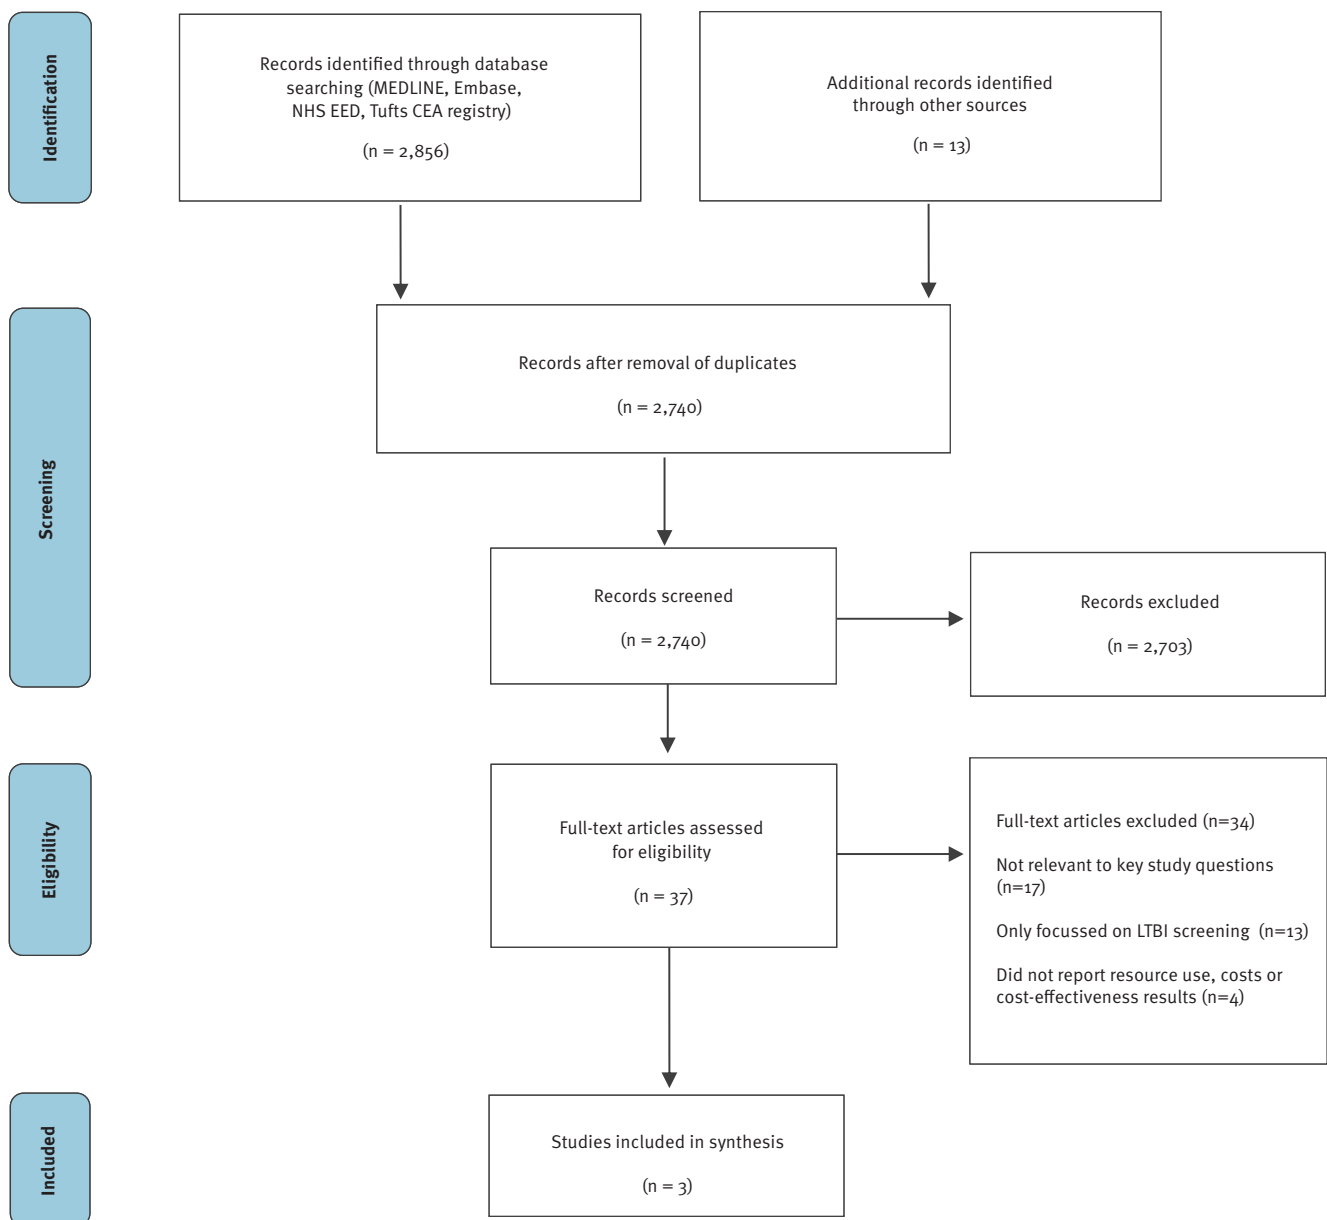 Identification
Records identified through database
searching (MEDLINE, Embase,
NHS EED, Tufts CEA registry)
(n = 2,856)
Additional records identified
through other sources
(n = 13)
Screening
Records after removal of duplicates
(n = 2,740)
Records screened
(n = 2,740)
Records excluded
(n = 2,703)
Eligibility
Full-text articles assessed
for eligibility
(n = 37)
Full-text articles excluded (n=34)
Not relevant to key study questions
(n=17)
Only focussed on LTBI screening (n=13)
Did not report resource use, costs or
cost-effectiveness results (n=4)
Included
Studies included in synthesis
(n = 3)